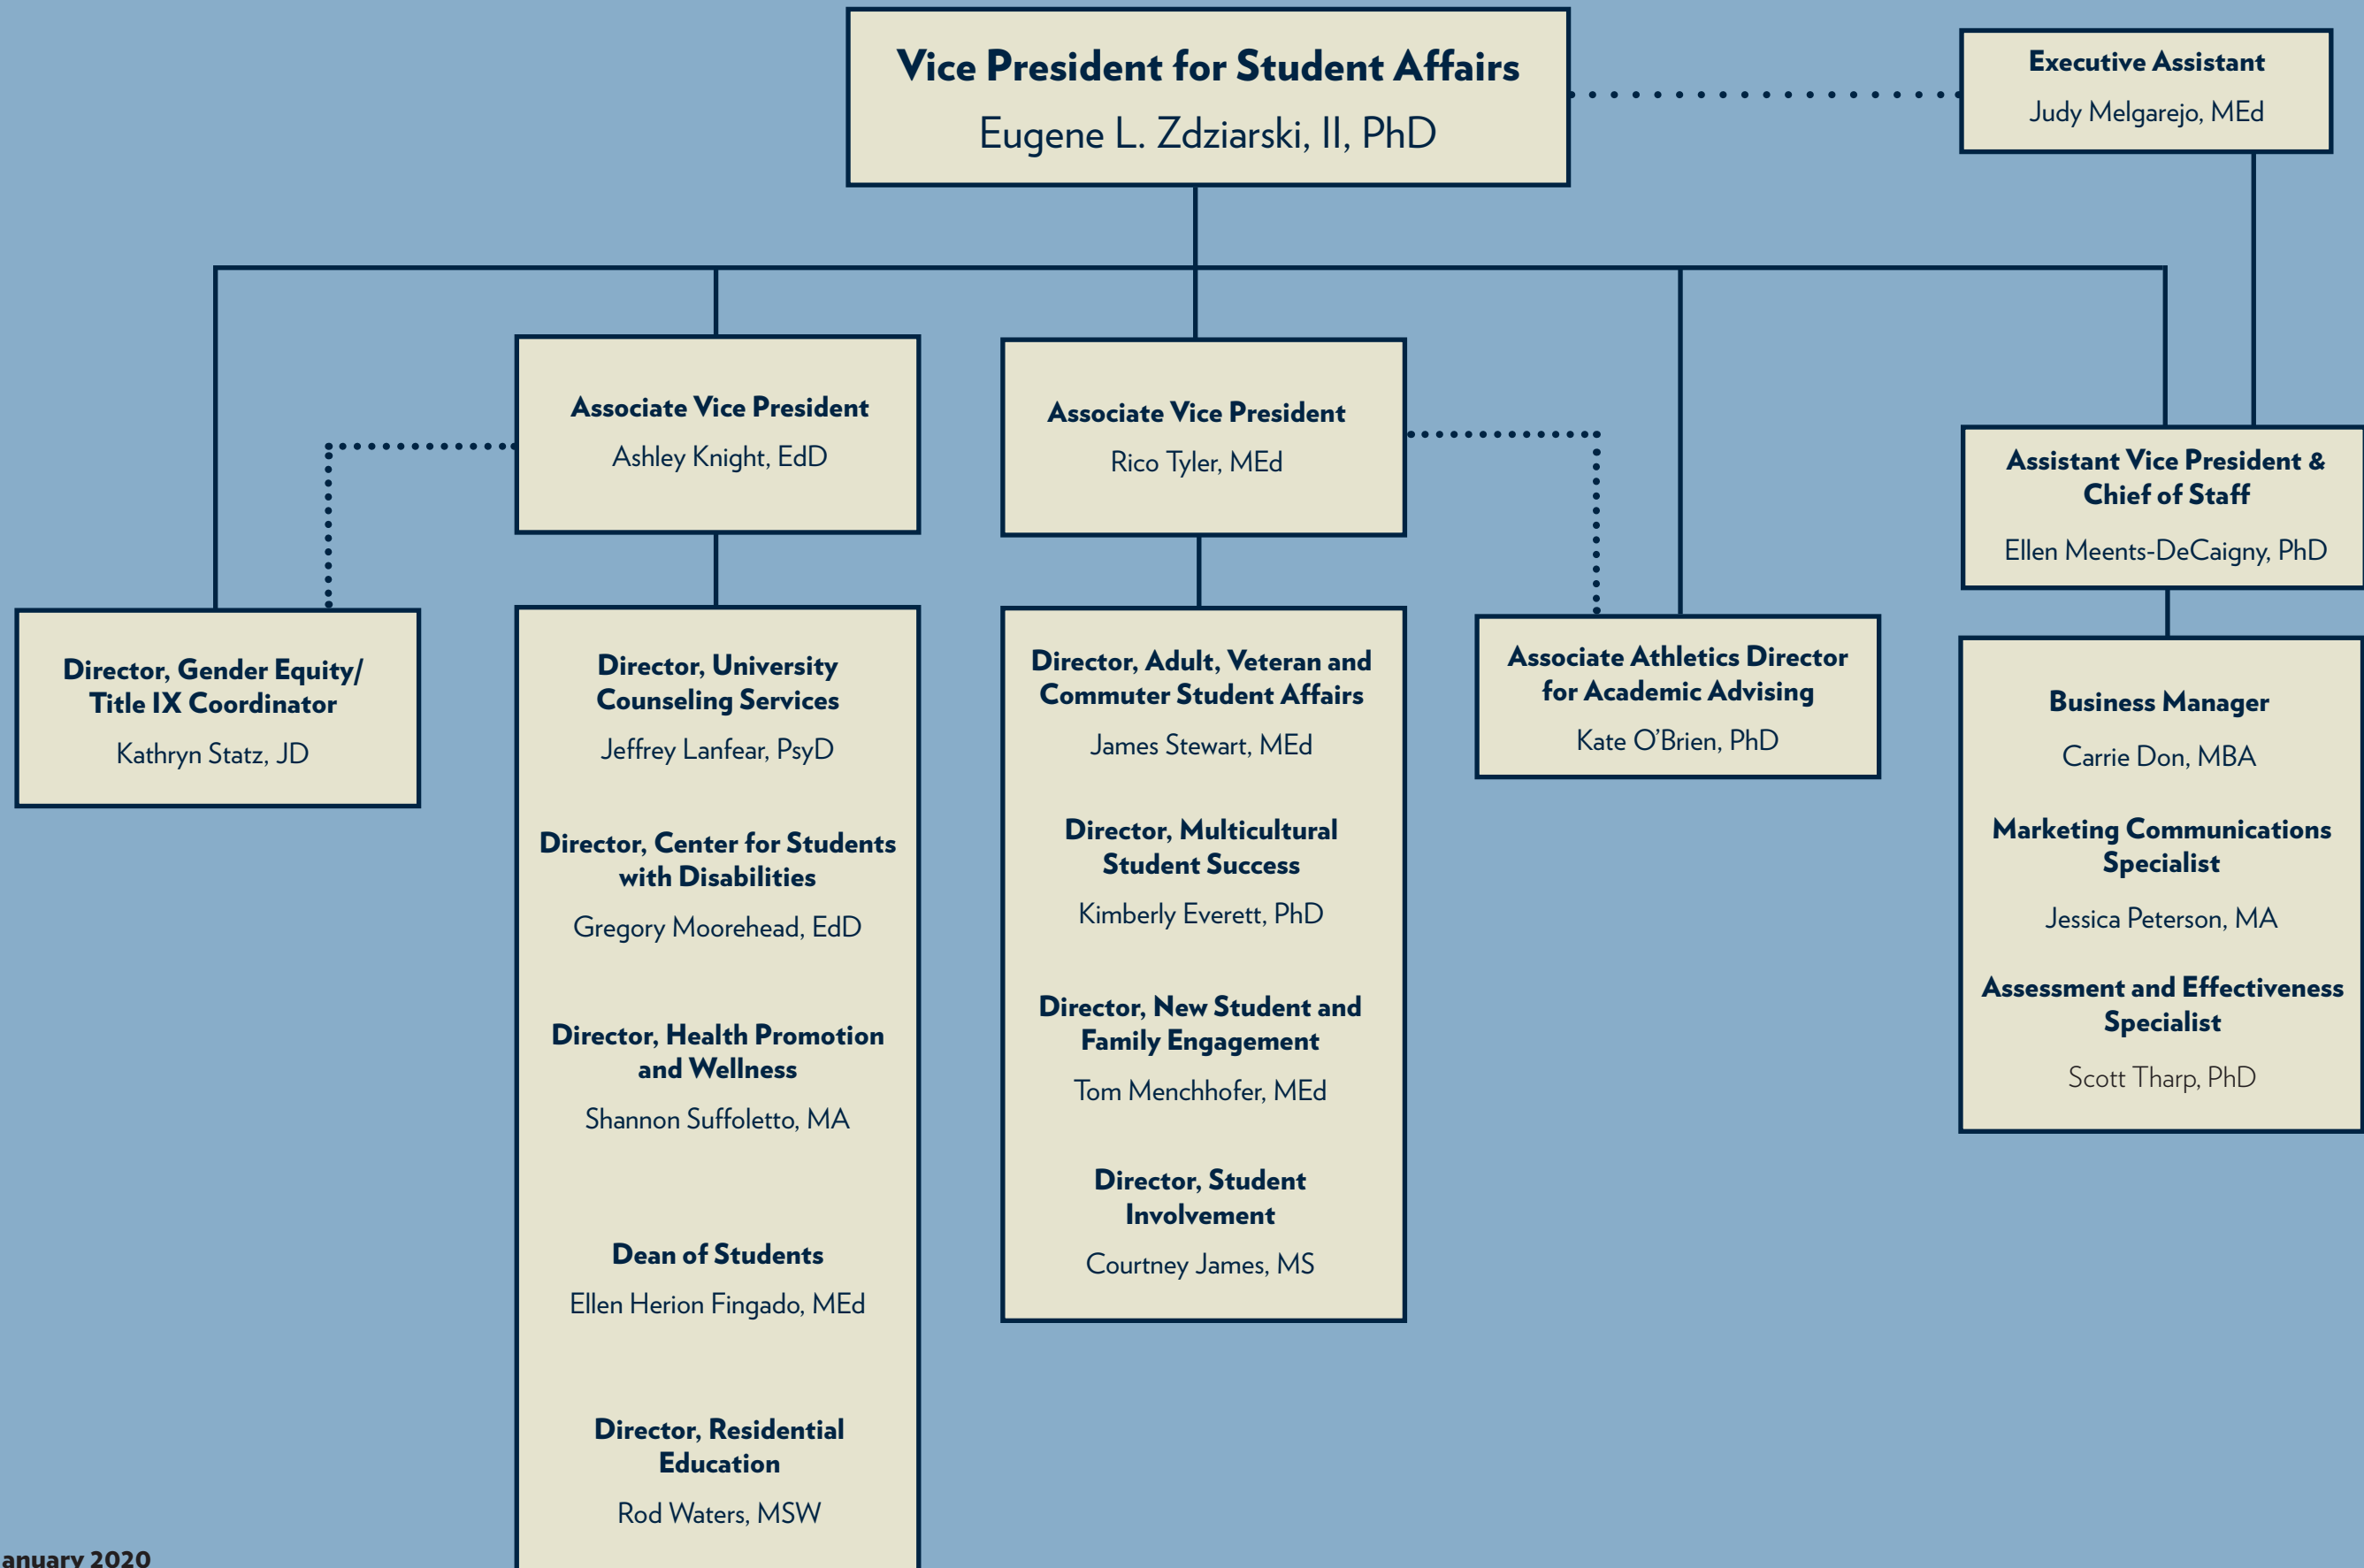 Vice President for Student Affairs
Eugene L. Zdziarski, II, PhD
Executive Assistant
Judy Melgarejo, MEd
Associate Vice President
Ashley Knight, EdD
Associate Vice President
Rico Tyler, MEd
Assistant Vice President &
Chief of Staff
Ellen Meents-DeCaigny, PhD
Director, Gender Equity/
Title IX Coordinator
Kathryn Statz, JD
Director, University
Counseling Services
Jeffrey Lanfear, PsyD
Director, Center for Students
with Disabilities
Gregory Moorehead, EdD
Director, Health Promotion
and Wellness
Shannon Suffoletto, MA
Dean of Students
Ellen Herion Fingado, MEd
Director, Residential
Education
Rod Waters, MSW
Director, Adult, Veteran and
Commuter Student Affairs
James Stewart, MEd
Director, Multicultural
Student Success
Kimberly Everett, PhD
Director, New Student and
Family Engagement
Tom Menchhofer, MEd
Director, Student
Involvement
Courtney James, MS
Associate Athletics Director
for Academic Advising
Kate O’Brien, PhD
Business Manager
Carrie Don, MBA
Marketing Communications
Specialist
Jessica Peterson, MA
Assessment and Effectiveness
Specialist
Scott Tharp, PhD
anuary 2020